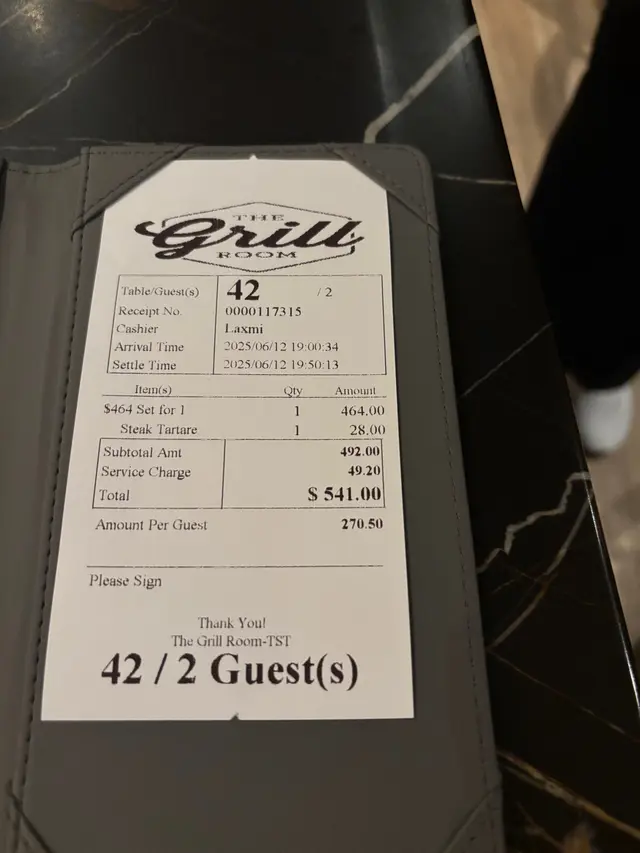 THE
Grill
ROOM
Table/Guest(s) 42 / 2
Receipt No. 0000117315
Cashier Laxmi
Arrival Time 2025/06/12 19:00:34
Settle Time 2025/06/12 19:50:13
Item(s) Qty Amount
$464 Set for 1 1 464.00
Steak Tartare 1 28.00
Subtotal Amt 492.00
Service Charge 49.20
Total $ 541.00
Amount Per Guest 270.50
Please Sign
Thank You!
The Grill Room-TST
42 / 2 Guest(s)